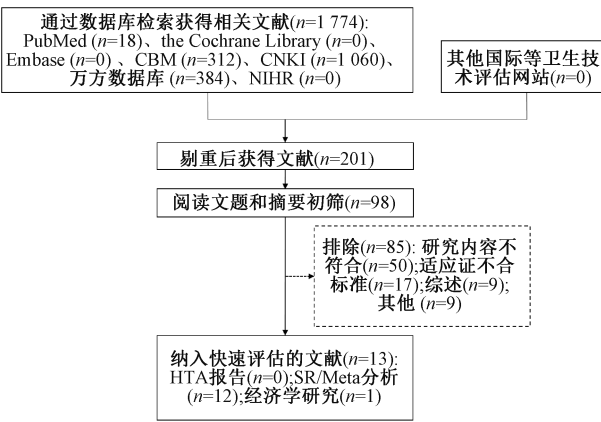 通过数据库检索获得相关文献(n=1 774):
PubMed (n=18)、the Cochrane Library (n=0)、
Embase (n=0) 、CBM (n=312)、CNKI (n=1 060)、
万方数据库 (n=384)、NIHR (n=0)
其他国际等卫生技
术评估网站(n=0)
剔重后获得文献(n=201)
阅读文题和摘要初筛(n=98)
排除(n=85): 研究内容不
符合(n=50);适应证不合
标准(n=17);综述(n=9);
其他 (n=9)
纳入快速评估的文献(n=13):
HTA报告(n=0);SR/Meta分析
(n=12);经济学研究(n=1)